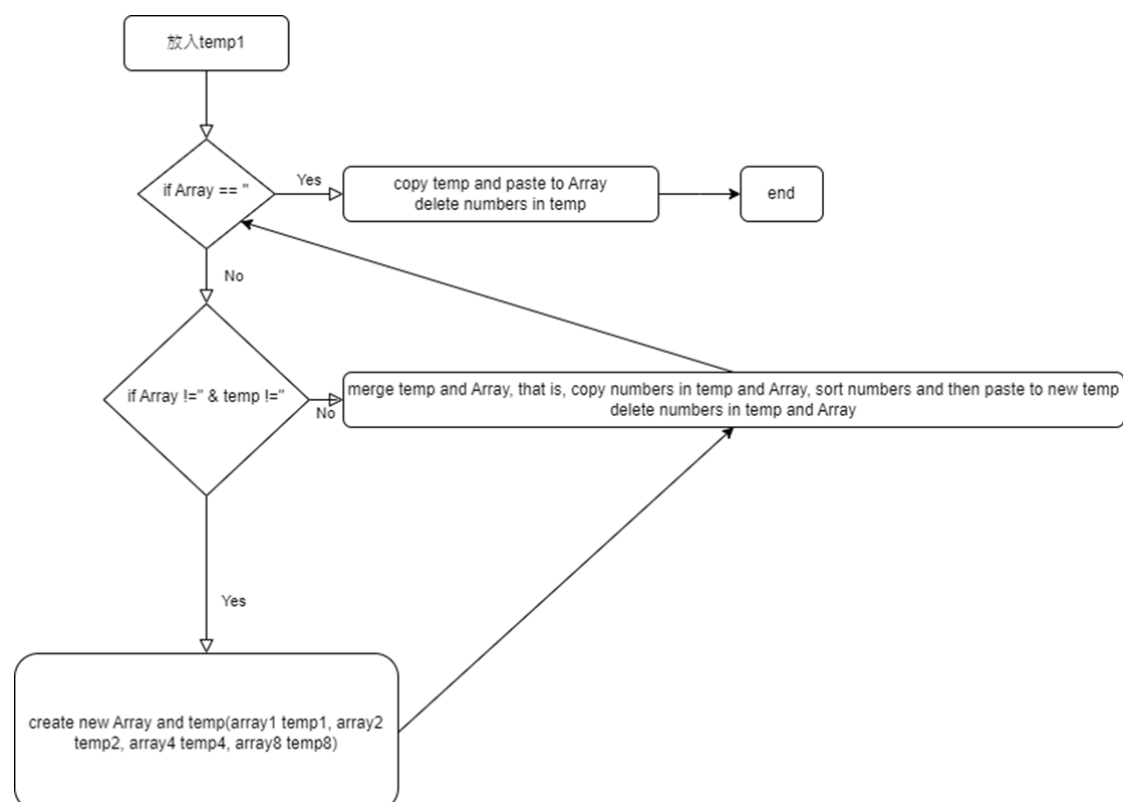 放入temp1
if Array == "
Yes
copy temp and paste to Array
delete numbers in temp
end
No
if Array !=" & temp !="
No
merge temp and Array, that is, copy numbers in temp and Array, sort numbers and then paste to new temp
delete numbers in temp and Array
Yes
create new Array and temp(array1 temp1, array2
temp2, array4 temp4, array8 temp8)